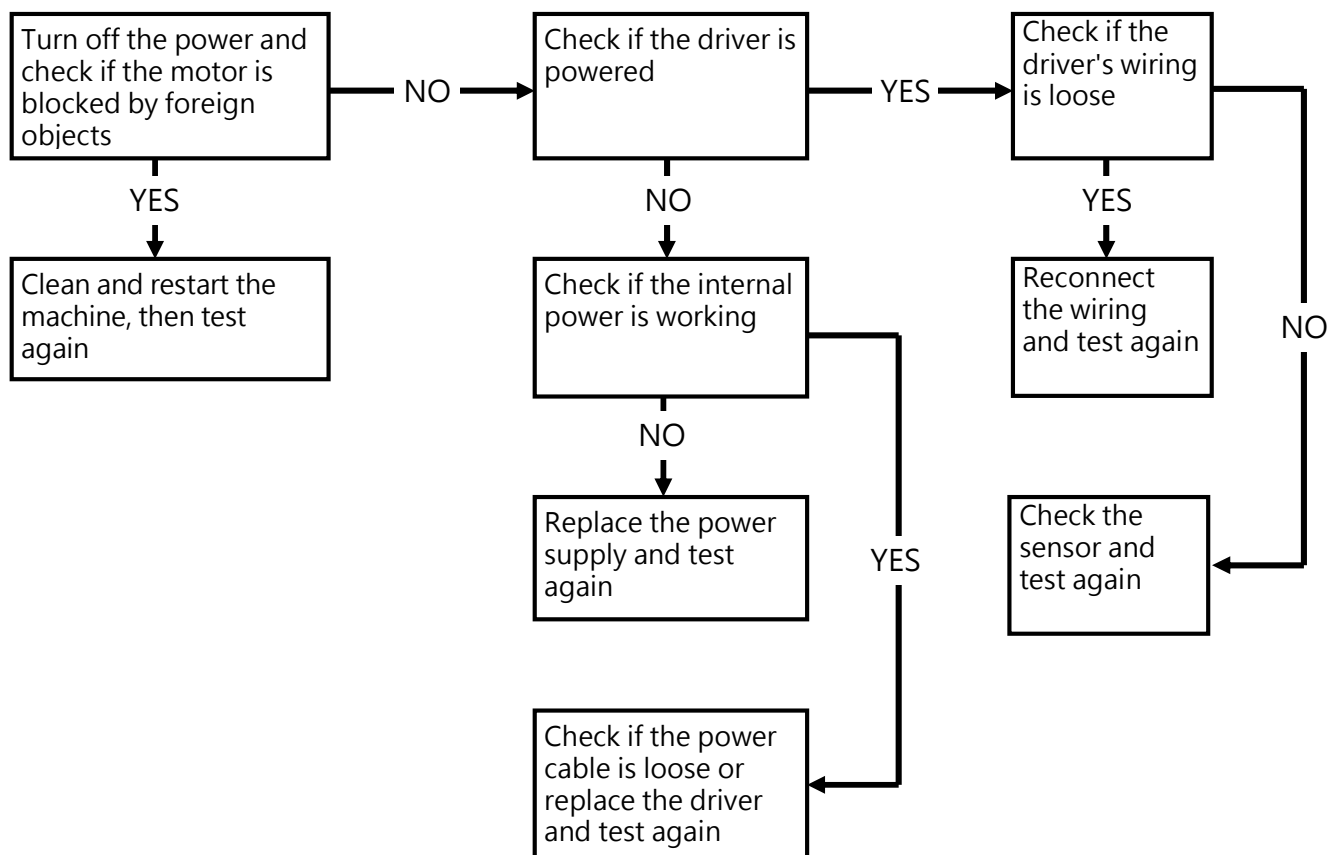 Turn off the power and
check if the motor is
blocked by foreign
objects
NO
Check if the driver is
powered
YES
Check if the
driver's wiring
is loose
YES
NO
YES
Clean and restart the
machine, then test
again
Check if the internal
power is working
Reconnect
the wiring
and test again
NO
NO
Replace the power
supply and test
again
YES
Check the
sensor and
test again
Check if the power
cable is loose or
replace the driver
and test again